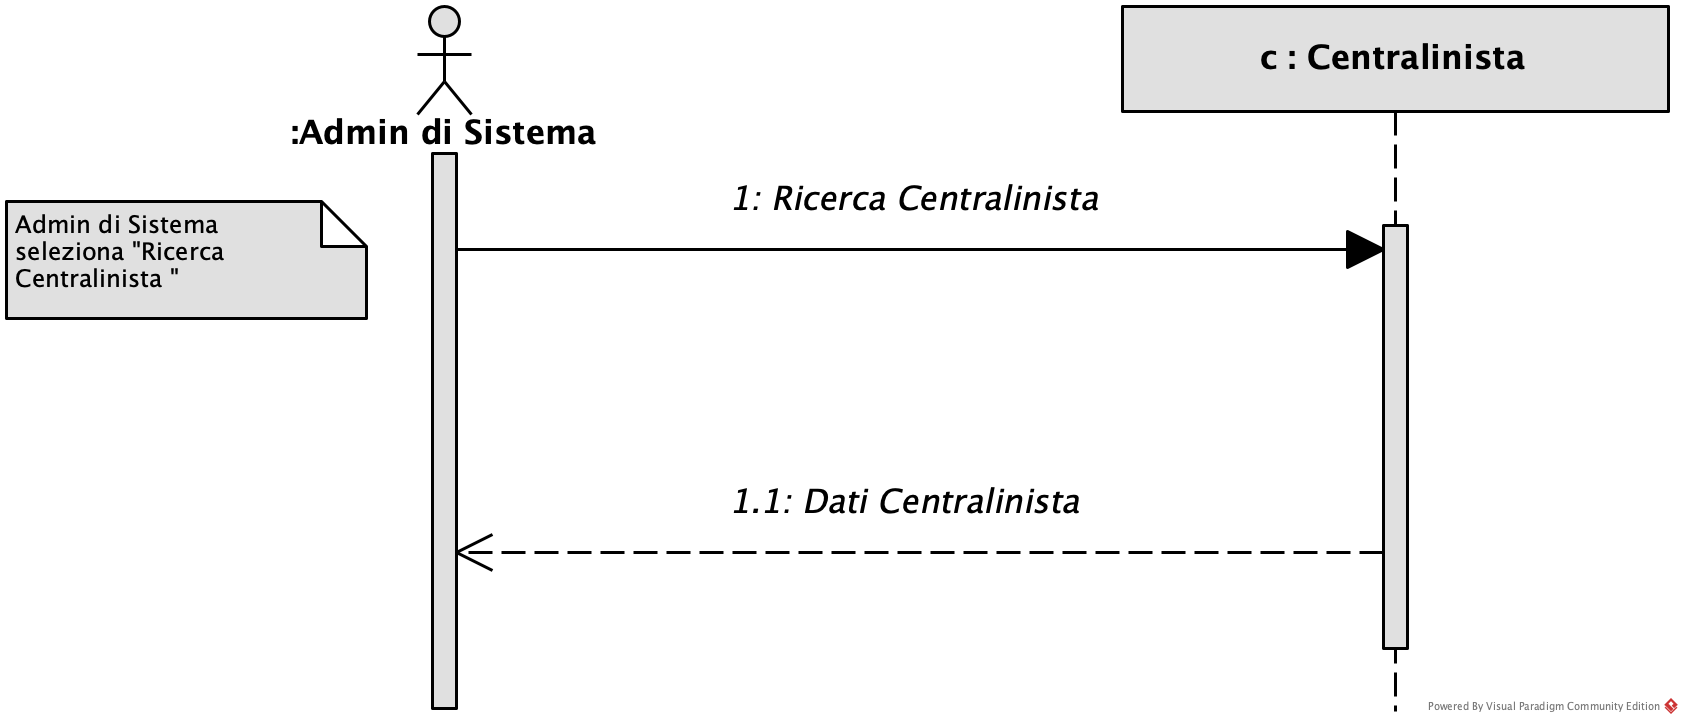 c : Centralinista
:Admin di Sistema
1: Ricerca Centralinista
Admin di Sistema
seleziona "Ricerca
Centralinista "
1.1: Dati Centralinista
Powered By Visual Paradigm Community Edition